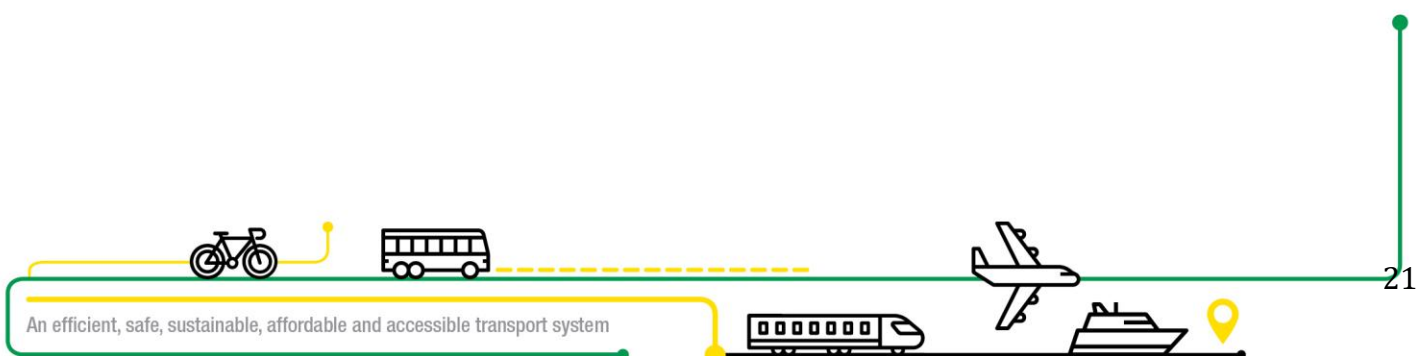 21
An efficient, safe, sustainable, affordable and accessible transport system